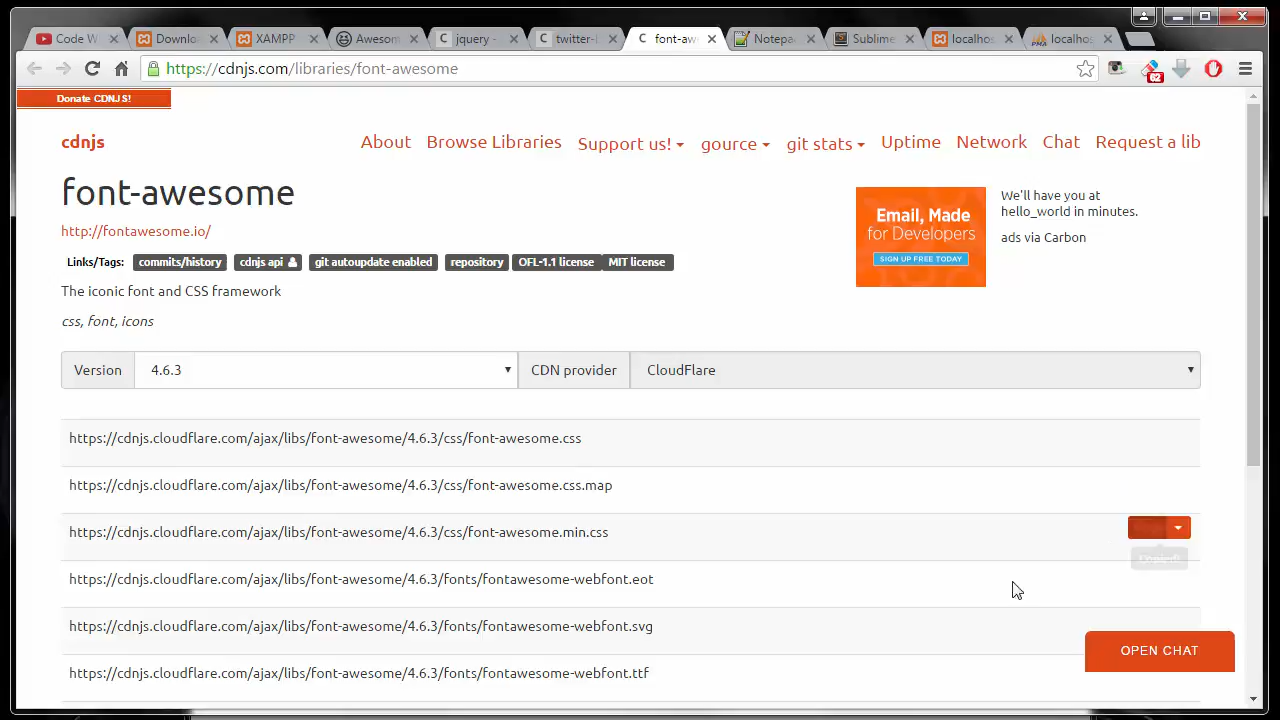 Code W
Downlo
XAMPP
Awesom
jquery -
twitter-l
font-aw
Notepa
Sublime
localhos
localhos
https://cdnjs.com/libraries/font-awesome
62
Donate CDNJS!
cdnjs
About
Browse Libraries
Support us!
gource
git stats
Uptime
Network
Chat
Request a lib
font-awesome
http://fontawesome.io/
Links/Tags: commits/history cdnjs api git autoupdate enabled repository OFL-1.1 license MIT license
The iconic font and CSS framework
css, font, icons
Email, Made
for Developers
SIGN UP FREE TODAY
We'll have you at
hello_world in minutes.
ads via Carbon
Version 4.6.3 CDN provider CloudFlare
https://cdnjs.cloudflare.com/ajax/libs/font-awesome/4.6.3/css/font-awesome.css
https://cdnjs.cloudflare.com/ajax/libs/font-awesome/4.6.3/css/font-awesome.css.map
https://cdnjs.cloudflare.com/ajax/libs/font-awesome/4.6.3/css/font-awesome.min.css
Copied!
https://cdnjs.cloudflare.com/ajax/libs/font-awesome/4.6.3/fonts/fontawesome-webfont.eot
https://cdnjs.cloudflare.com/ajax/libs/font-awesome/4.6.3/fonts/fontawesome-webfont.svg
https://cdnjs.cloudflare.com/ajax/libs/font-awesome/4.6.3/fonts/fontawesome-webfont.ttf
OPEN CHAT